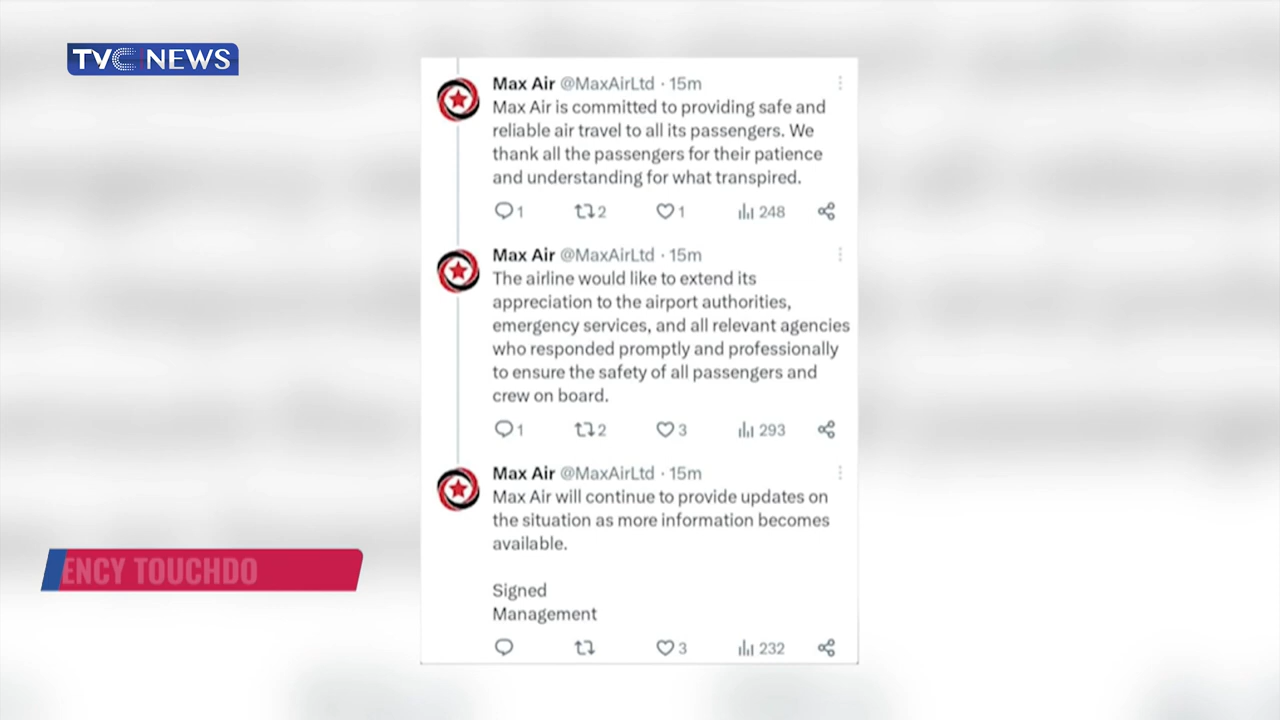 TVC NEWS
Max Air @MaxAirLtd · 15m
Max Air is committed to providing safe and
reliable air travel to all its passengers. We
thank all the passengers for their patience
and understanding for what transpired.
1 2 1 248
Max Air @MaxAirLtd · 15m
The airline would like to extend its
appreciation to the airport authorities,
emergency services, and all relevant agencies
who responded promptly and professionally
to ensure the safety of all passengers and
crew on board.
1 2 3 293
Max Air @MaxAirLtd · 15m
Max Air will continue to provide updates on
the situation as more information becomes
available.
Signed
Management
3 232
ENCY TOUCHDO